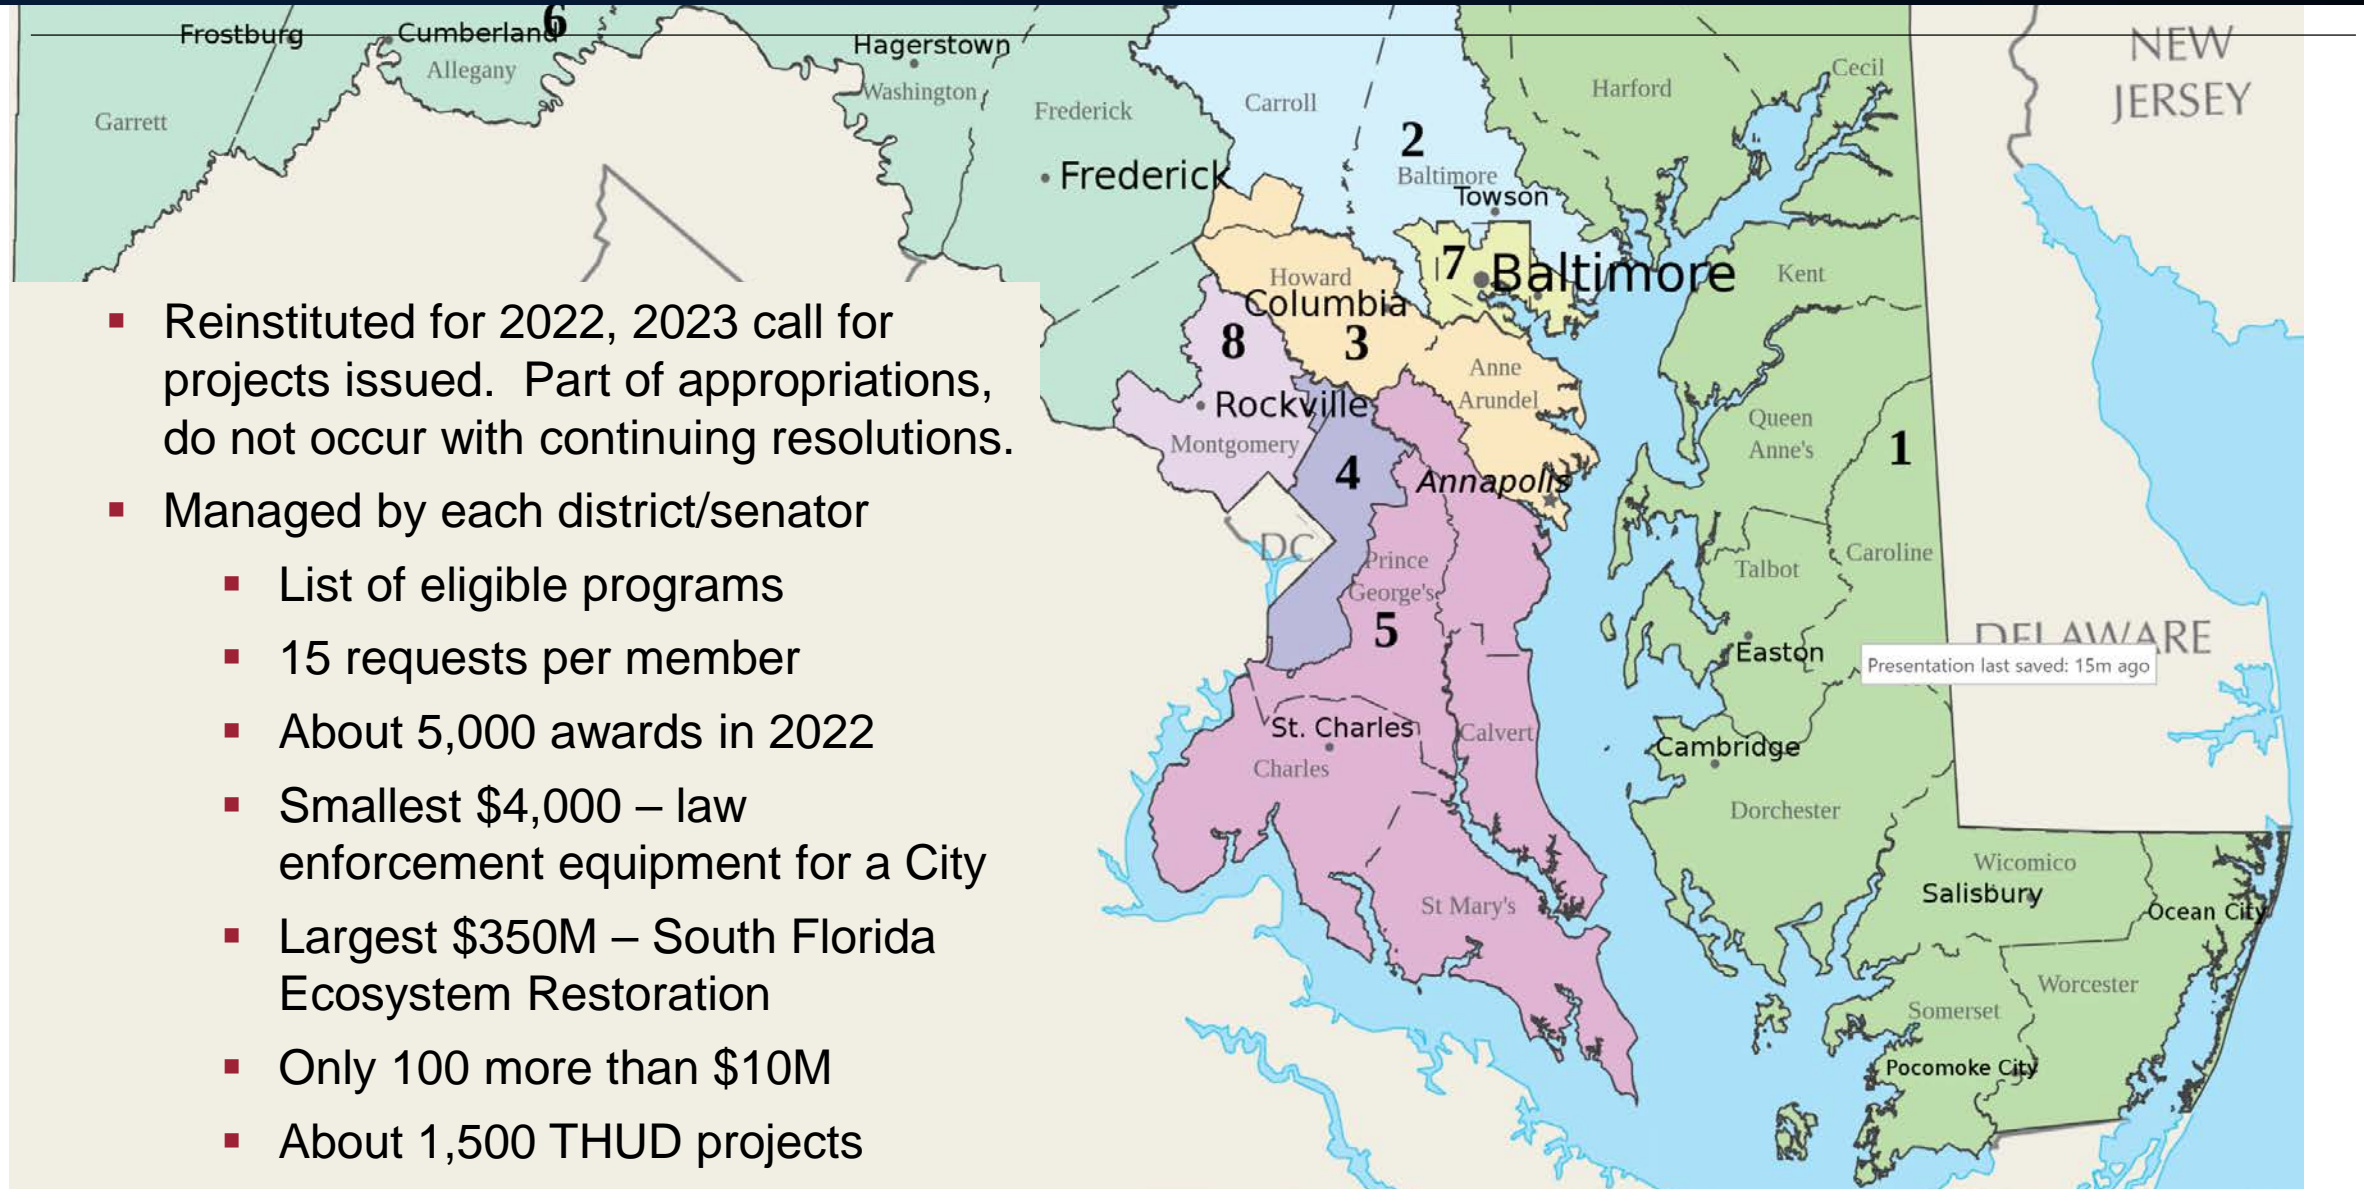 6
Frostburg
Cumberland
Allegany
Garrett
Hagerstown
Washington
Frederick
Frederick
Carroll
2
Baltimore
Towson
Harford
Cecil
NEW
JERSEY
7
Baltimore
Kent
Howard
Columbia
8
3
Rockville
Montgomery
Anne
Arundel
Queen
Anne's
1
4
Annapolis
DC
Prince
George's
5
Talbot
Caroline
DELAWARE
Easton
Presentation last saved: 15m ago
St. Charles
Charles
Calvert
Cambridge
Dorchester
Wicomico
Salisbury
Ocean City
St Mary's
Worcester
Somerset
Pocomoke City
Reinstituted for 2022, 2023 call for
projects issued. Part of appropriations,
do not occur with continuing resolutions.
Managed by each district/senator
List of eligible programs
15 requests per member
About 5,000 awards in 2022
Smallest $4,000 – law
enforcement equipment for a City
Largest $350M – South Florida
Ecosystem Restoration
Only 100 more than $10M
About 1,500 THUD projects